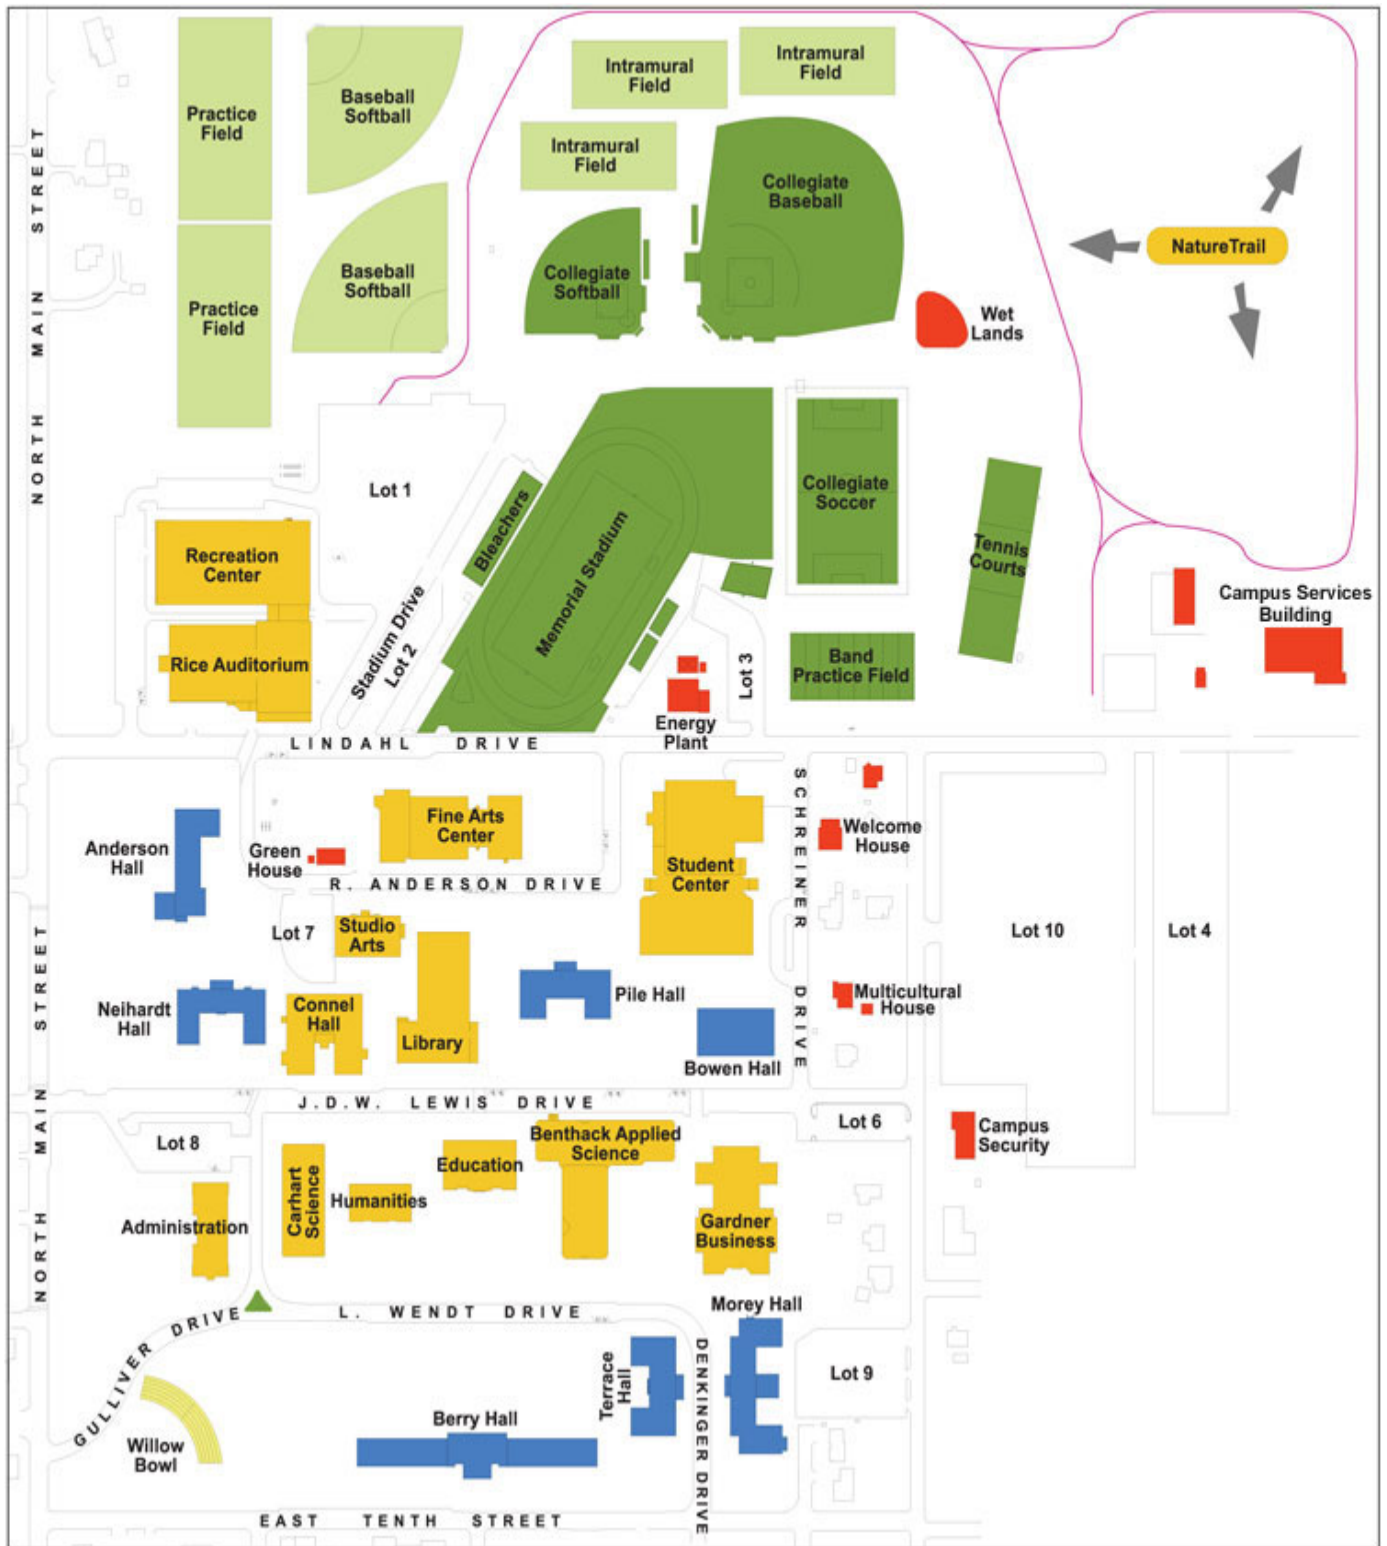 Intramural
Field
Intramural
Field
Practice
Field
Baseball
Softball
Intramural
Field
Collegiate
Baseball
NatureTrail
Collegiate
Softball
Baseball
Softball
Practice
Field
Wet
Lands
NORTH MAIN STREET
Lot 1
Bleachers
Collegiate
Soccer
Tennis
Courts
Recreation
Center
Memorial Stadium
Campus Services
Building
Rice Auditorium
Stadium Drive
Lot 2
Lot 3
Band
Practice Field
Energy
Plant
LINDAHL DRIVE
SCHREINER DRIVE
Anderson
Hall
Green
House
Fine Arts
Center
Student
Center
Welcome
House
R. ANDERSON DRIVE
Lot 7
Studio
Arts
Lot 10
Lot 4
Neihardt
Hall
Connel
Hall
Library
Pile Hall
Multicultural
House
Bowen Hall
NORTH MAIN STREET
J.D.W. LEWIS DRIVE
Lot 8
Lot 6
Campus
Security
Benthack Applied
Science
Education
Carhart
Science
Humanities
Administration
Gardner
Business
GULLIVER DRIVE
L. WENDT DRIVE
Morey Hall
Terrace
Hall
DENKINGER DRIVE
Lot 9
Berry Hall
Willow
Bowl
EAST TENTH STREET